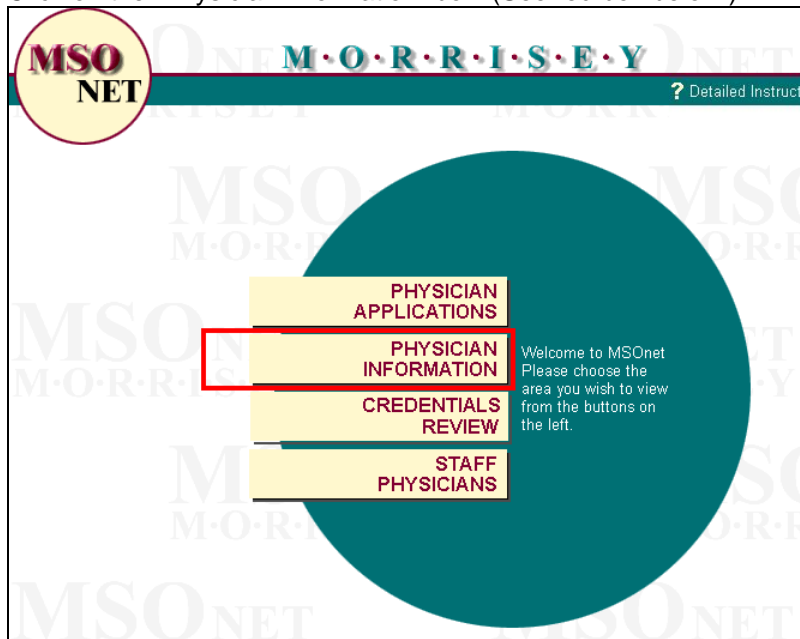 MSO
NET
M·O·R·R·I·S·E·Y
? Detailed Instruct
PHYSICIAN
APPLICATIONS
PHYSICIAN
INFORMATION
CREDENTIALS
REVIEW
STAFF
PHYSICIANS
Welcome to MSOnet
Please choose the
area you wish to view
from the buttons on
the left.